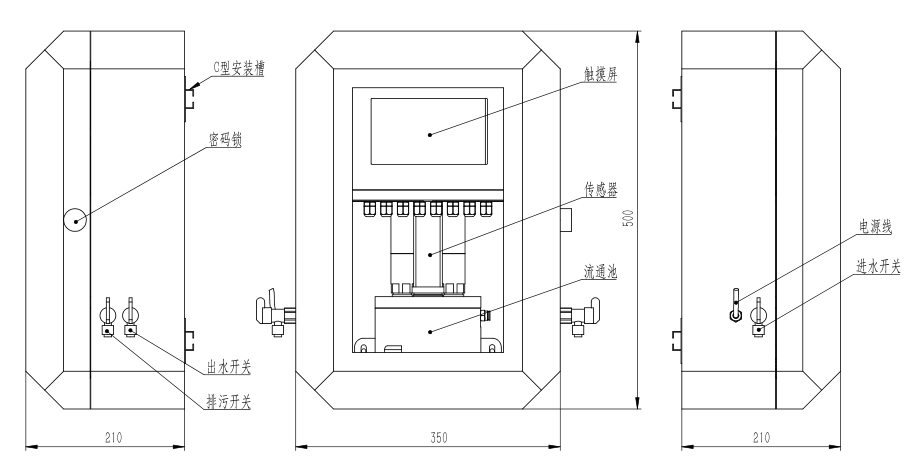 C型安装槽
密码锁
出水开关
排污开关
210
触摸屏
传感器
流通池
500
350
电源线
进水开关
210